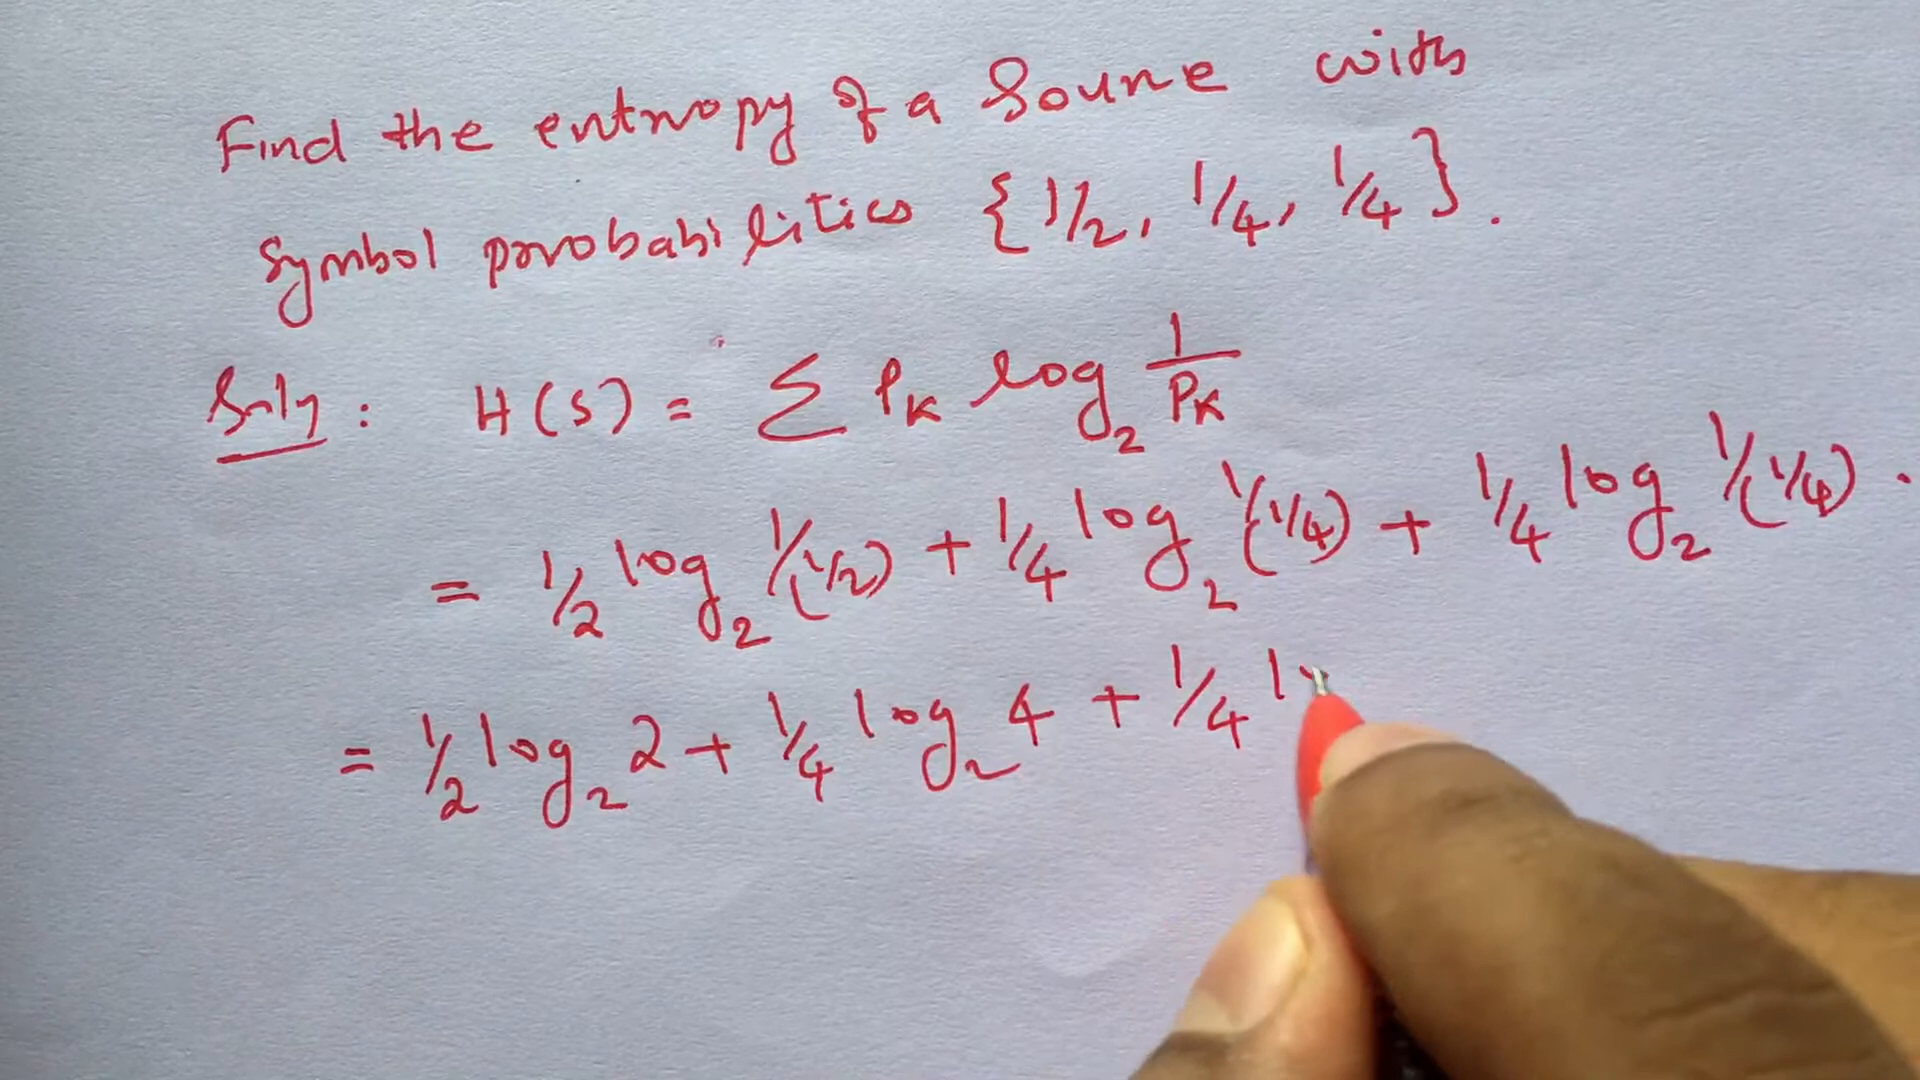 Find the entropy of a Source with
symbol probabilities {1/2, 1/4, 1/4}.
Soln: H(S) = Σ PK log2 1/PK
= 1/2 log2 1/(1/2) + 1/4 log2 1/(1/4) + 1/4 log2 1/(1/4).
= 1/2 log2 2 + 1/4 log2 4 + 1/4 lo